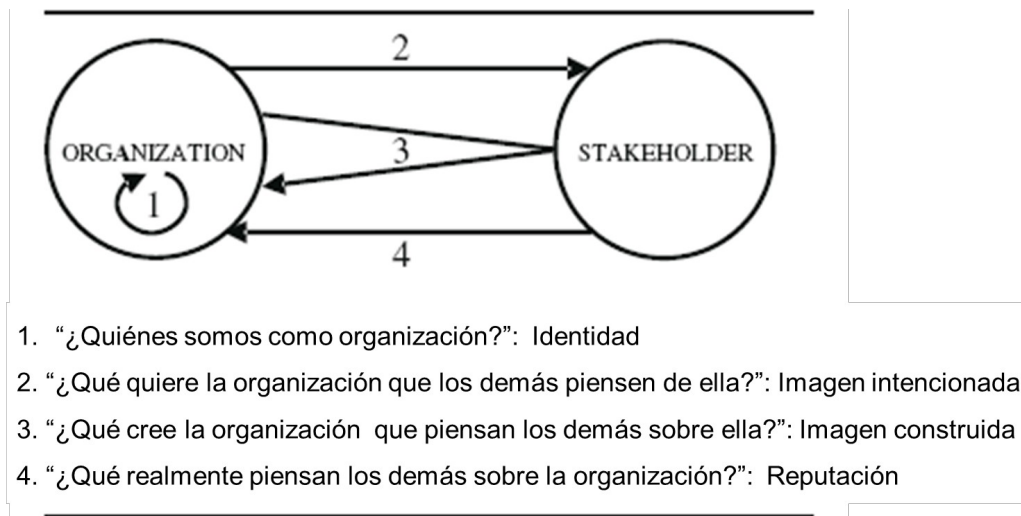 2
ORGANIZATION
3
STAKEHOLDER
1
4
1. “¿Quiénes somos como organización?”: Identidad
2. “¿Qué quiere la organización que los demás piensen de ella?”: Imagen intencionada
3. “¿Qué cree la organización que piensan los demás sobre ella?”: Imagen construida
4. “¿Qué realmente piensan los demás sobre la organización?”: Reputación